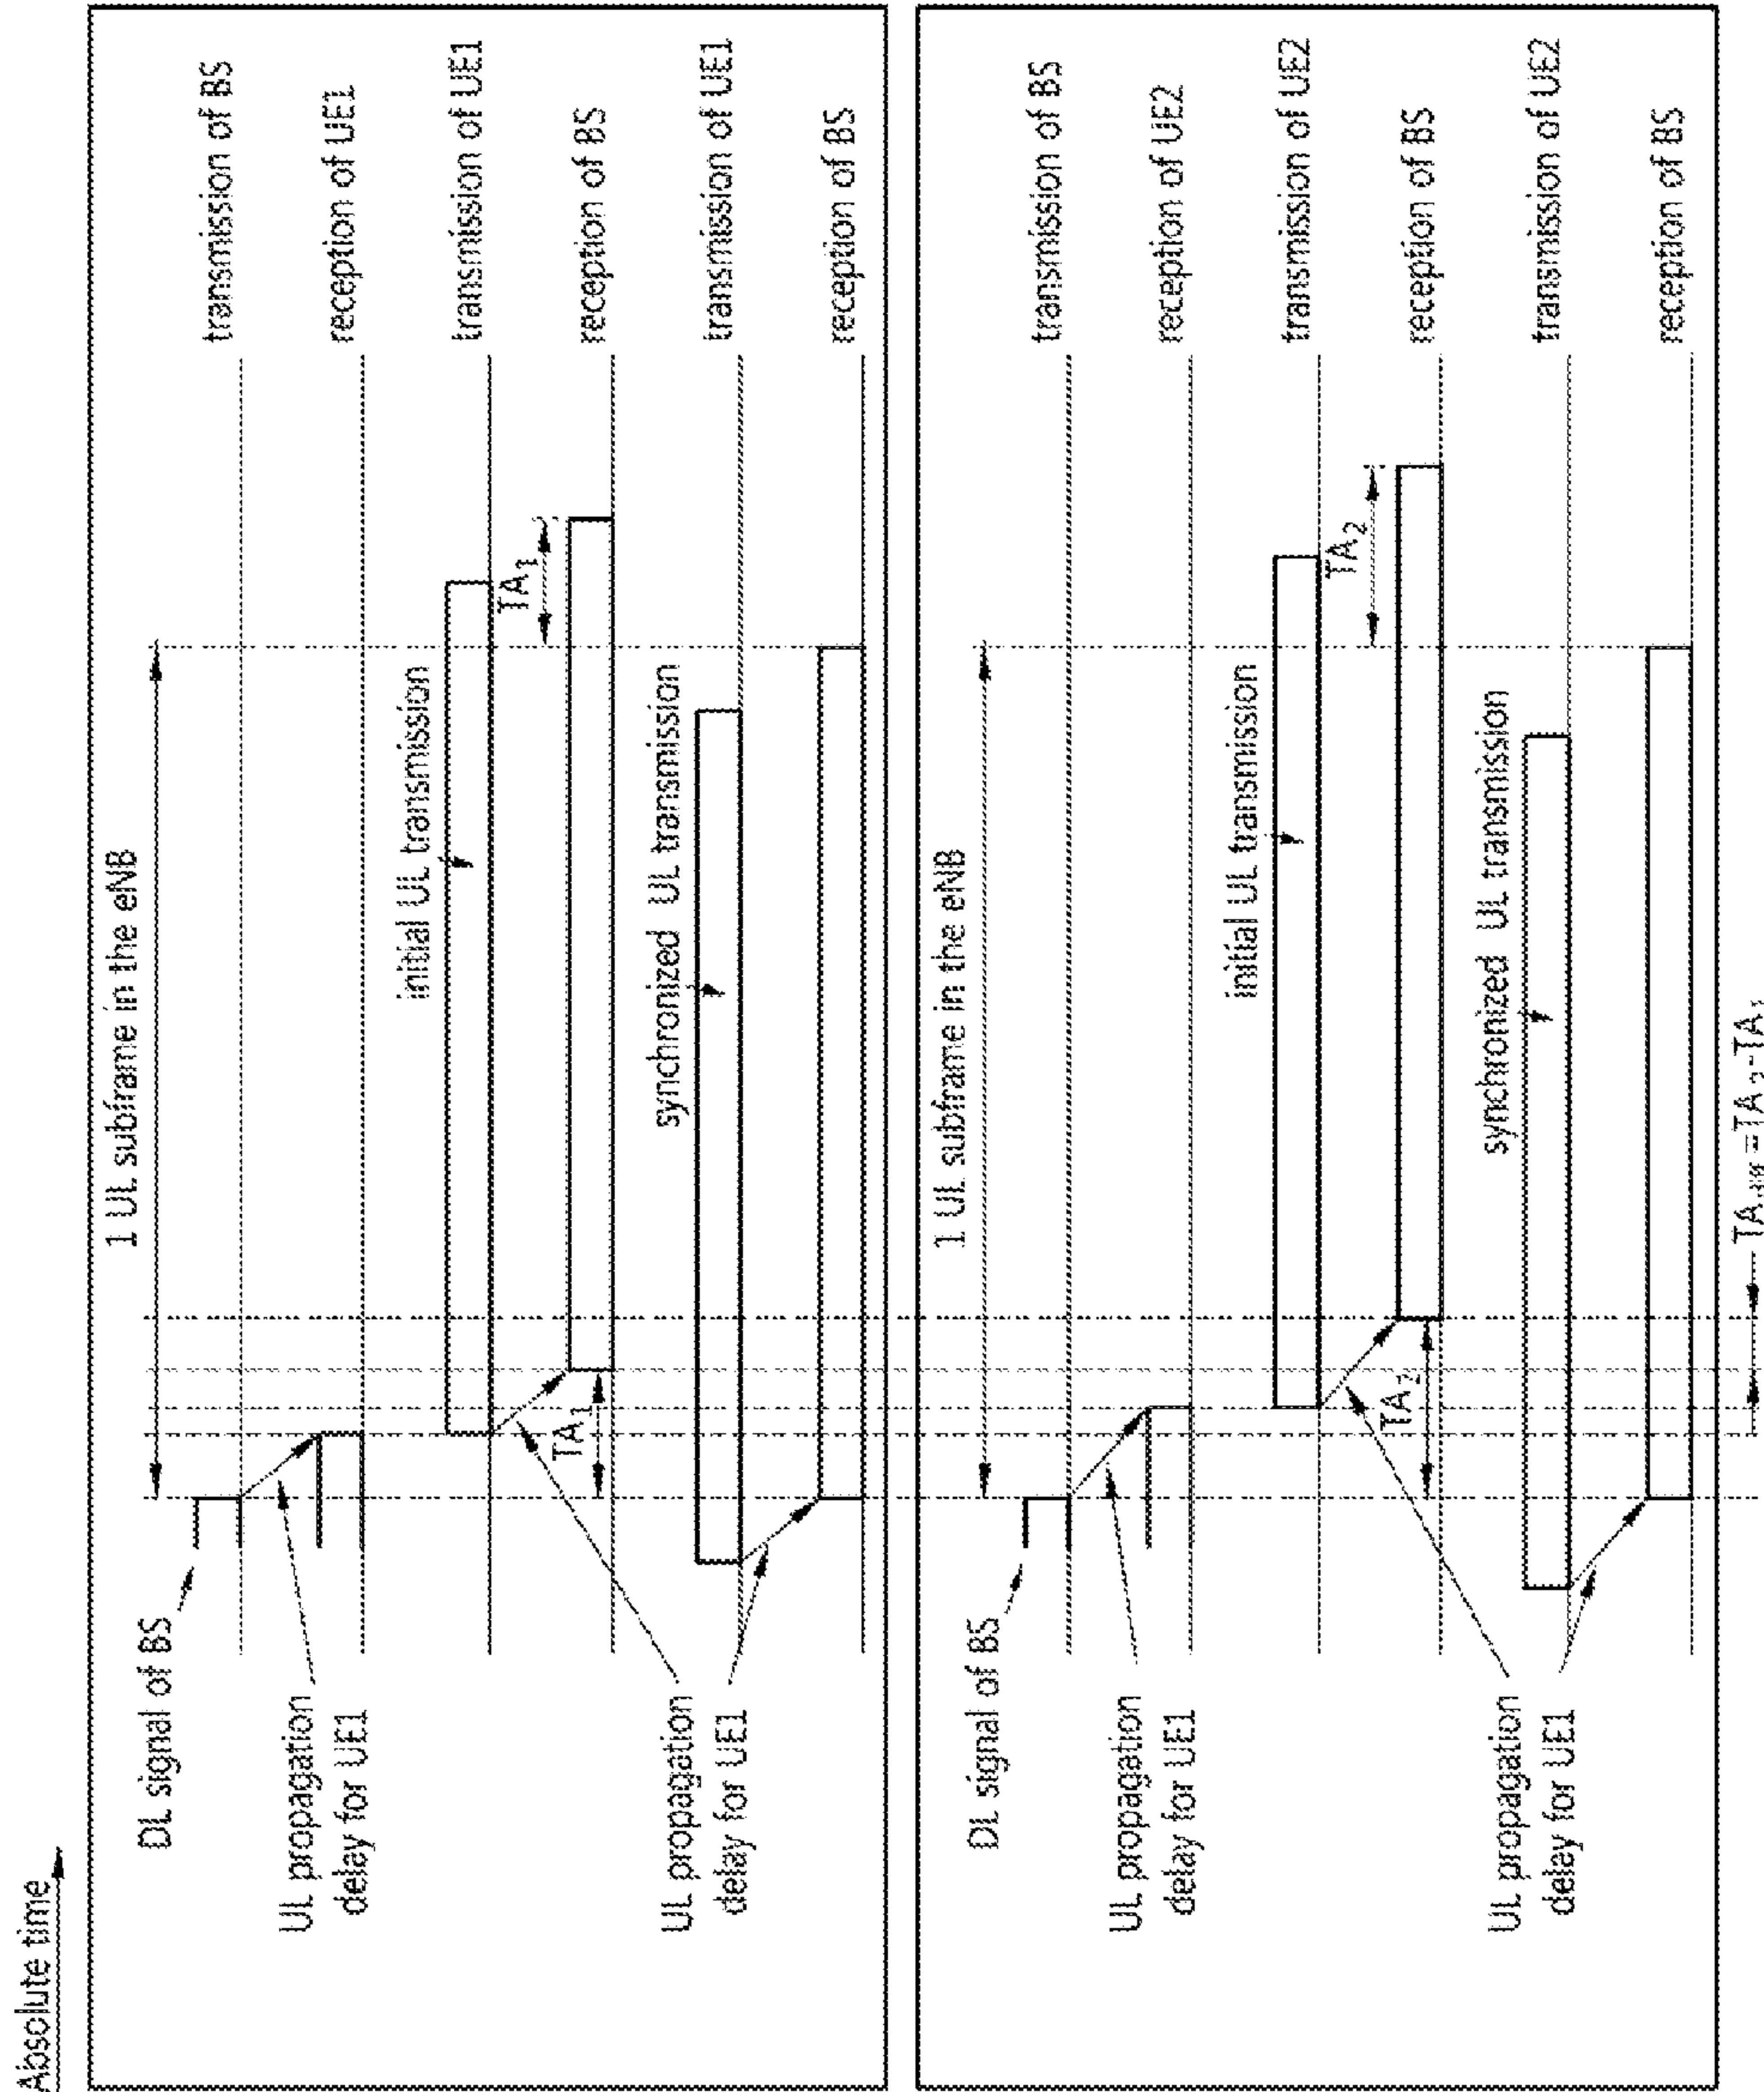 Absolute time
1 UL subframe in the eNB
DL signal of BS
transmission of BS
UL propagation
delay for UE1
reception of UE1
initial UL transmission
transmission of UE1
TA1
TA1
reception of BS
UL propagation
delay for UE1
synchronized UL transmission
transmission of UE1
reception of BS
1 UL subframe in the eNB
DL signal of BS
transmission of BS
UL propagation
delay for UE1
reception of UE2
initial UL transmission
transmission of UE2
TA2
TA2
reception of BS
UL propagation
delay for UE1
synchronized UL transmission
transmission of UE2
reception of BS
=TA2-TA1